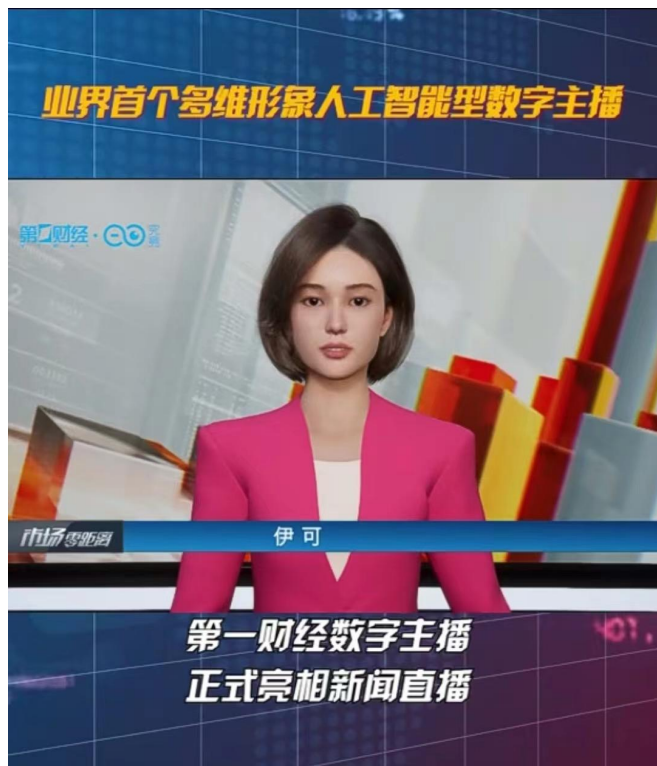 业界首个多维形象人工智能型数字主播
第一财经·
市场零距离
伊可
第一财经数字主播
正式亮相新闻直播